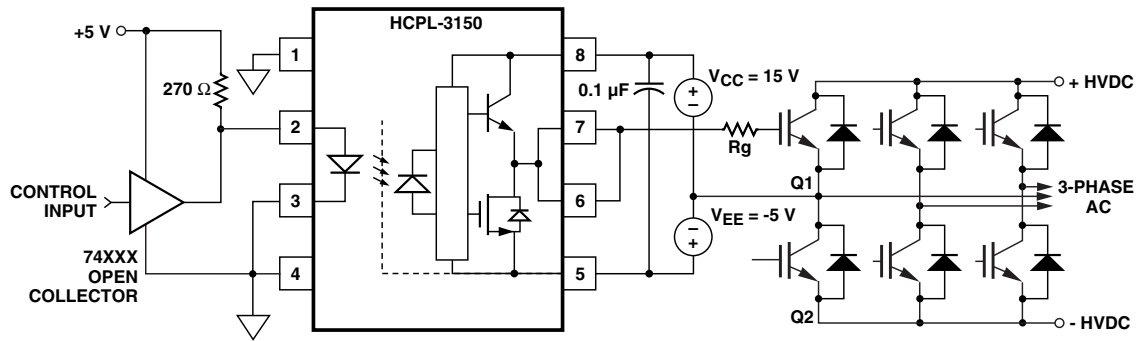 HCPL-3150
+5 V
270 Ω
1
2
3
4
8
7
6
5
CONTROL
INPUT
74XXX
OPEN
COLLECTOR
0.1 µF
VCC = 15 V
+
–
VEE = -5 V
–
+
Rg
Q1
Q2
+ HVDC
3-PHASE
AC
- HVDC